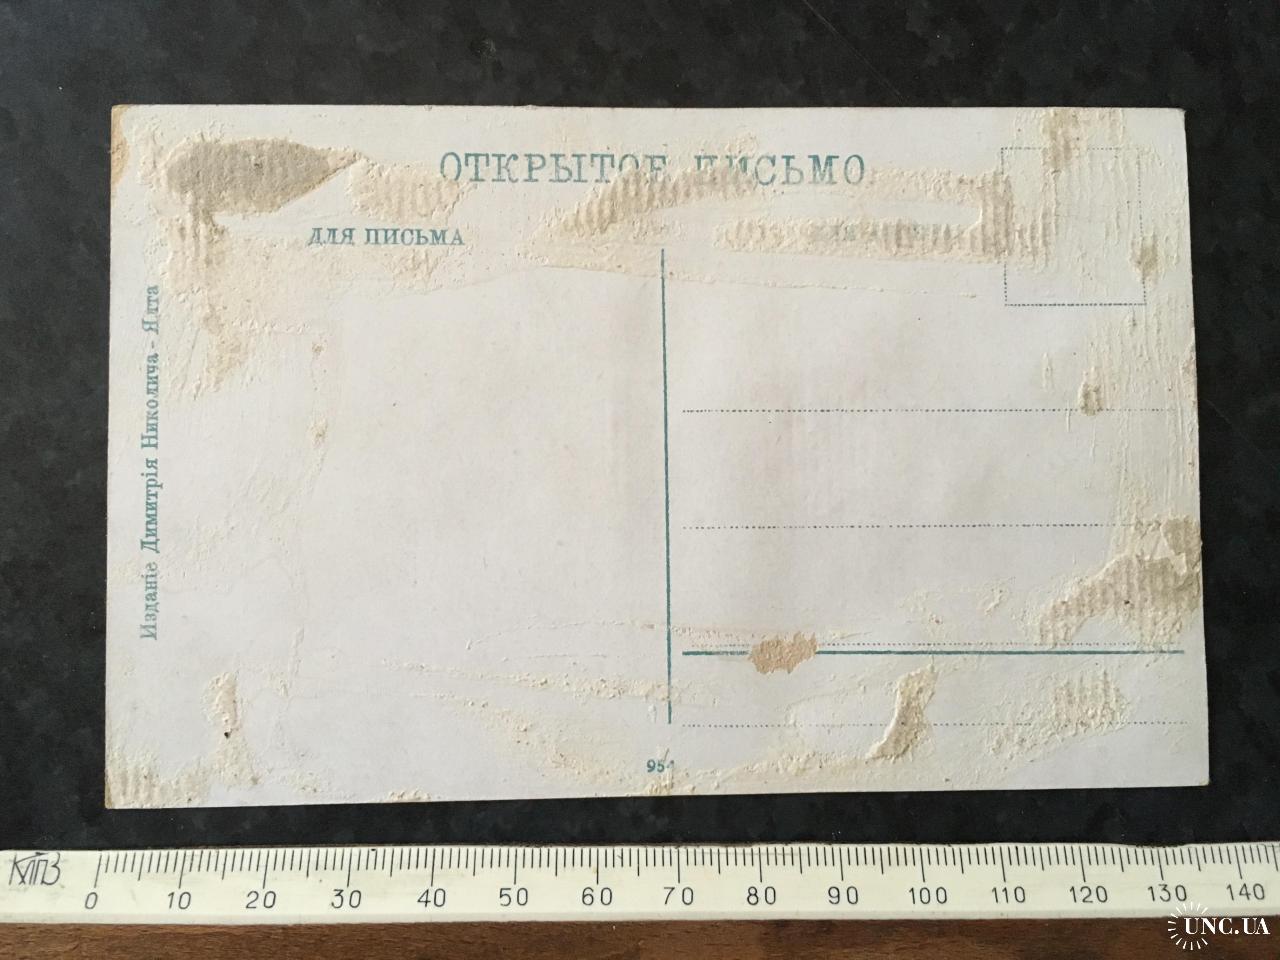 ОТКРЫТОЕ ПИСЬМО
ДЛЯ ПИСЬМА
Изданіе Димитрія Николича - Ялта
КПЗ
0 10 20 30 40 50 60 70 80 90 100 110 120 130 140
UNC.UA